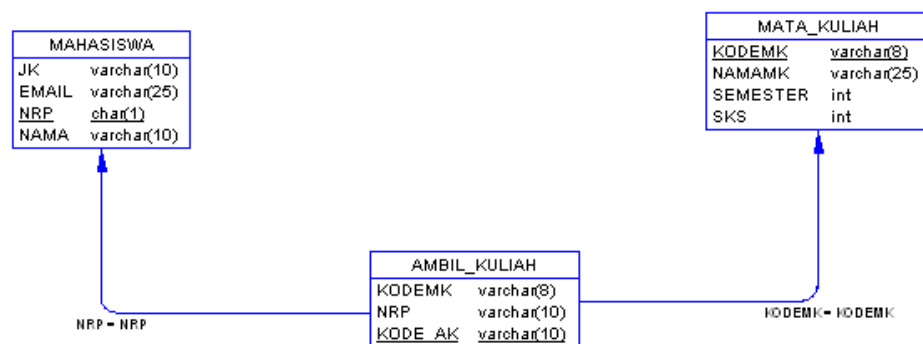 MAHASISWA
JK varchar(10)
EMAIL varchar(25)
NRP char(1)
NAMA varchar(10)
MATA_KULIAH
KODEMK varchar(8)
NAMAMK varchar(25)
SEMESTER int
SKS int
AMBIL_KULIAH
KODEMK varchar(8)
NRP varchar(10)
KODE_AK varchar(10)
NRP = NRP
KODEMK = KODEMK